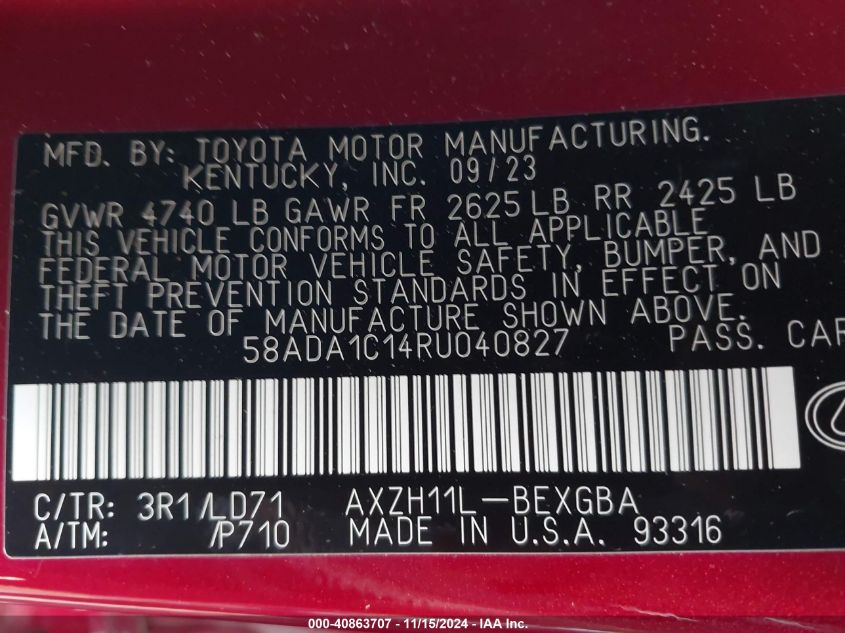 MFD. BY: TOYOTA MOTOR MANUFACTURING.
KENTUCKY, INC. 09/23
GVWR 4740 LB GAWR FR 2625 LB RR 2425 LB
THIS VEHICLE CONFORMS TO ALL APPLICABLE
FEDERAL MOTOR VEHICLE SAFETY, BUMPER, AND
THEFT PREVENTION STANDARDS IN EFFECT ON
THE DATE OF MANUFACTURE SHOWN ABOVE.
58ADA1C14RU040827 PASS. CAR
C/TR: 3R1/LD71 AXZH11L-BEXGBA
A/TM: /P710 MADE IN U.S.A. 93316
000-40863707 - 11/15/2024 - IAA Inc.